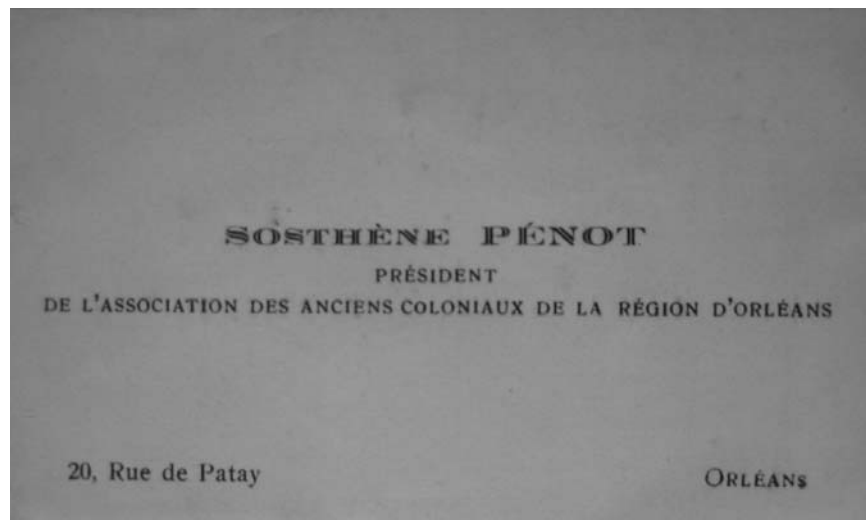 SOSTHÈNE PÉNOT
PRÉSIDENT
DE L'ASSOCIATION DES ANCIENS COLONIAUX DE LA RÉGION D'ORLÉANS
20, Rue de Patay
ORLÉANS